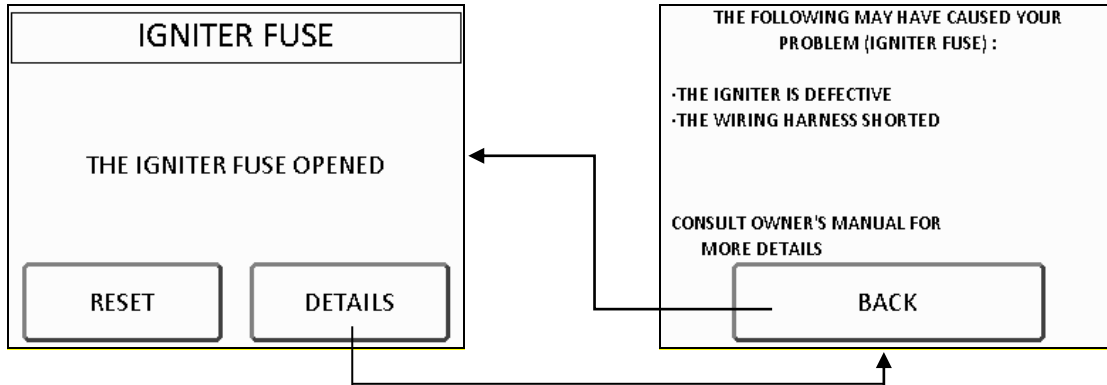 IGNITER FUSE
THE IGNITER FUSE OPENED
RESET
DETAILS
THE FOLLOWING MAY HAVE CAUSED YOUR
PROBLEM (IGNITER FUSE) :
·THE IGNITER IS DEFECTIVE
·THE WIRING HARNESS SHORTED
CONSULT OWNER'S MANUAL FOR
MORE DETAILS
BACK